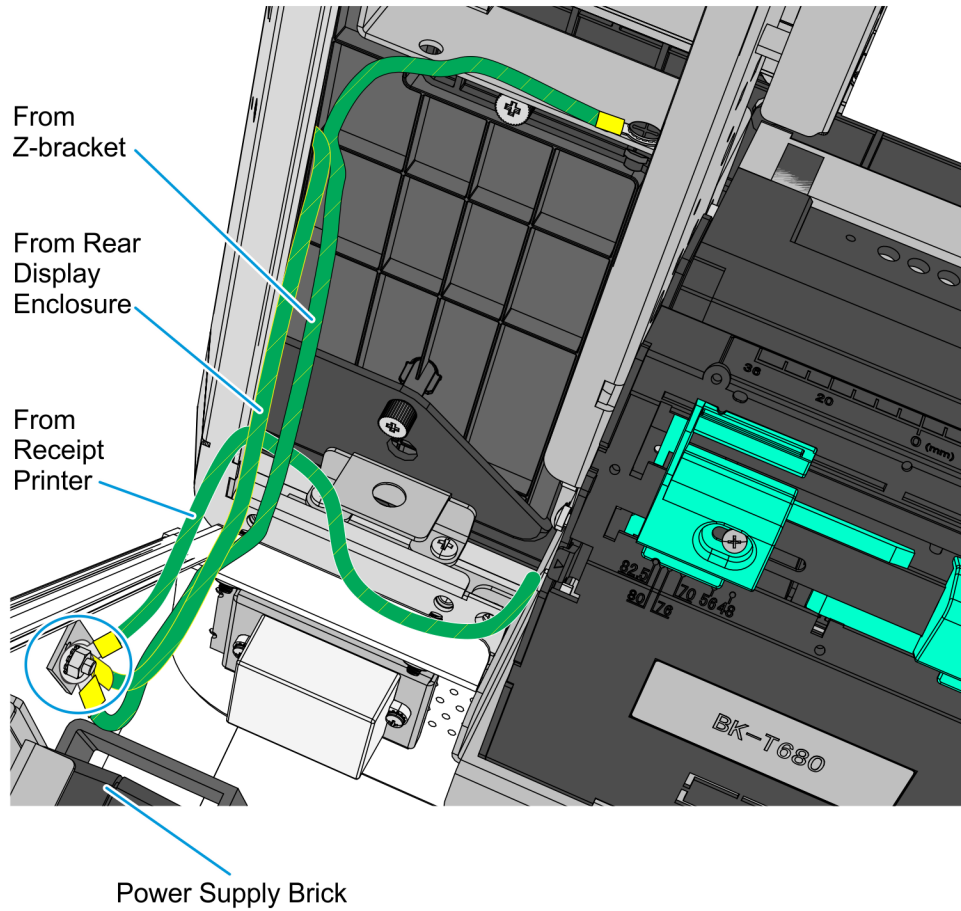 From
Z-bracket
From Rear
Display
Enclosure
From
Receipt
Printer
36
20
0 (mm)
82.5
70 56 48
80 76
BK-T680
Power Supply Brick